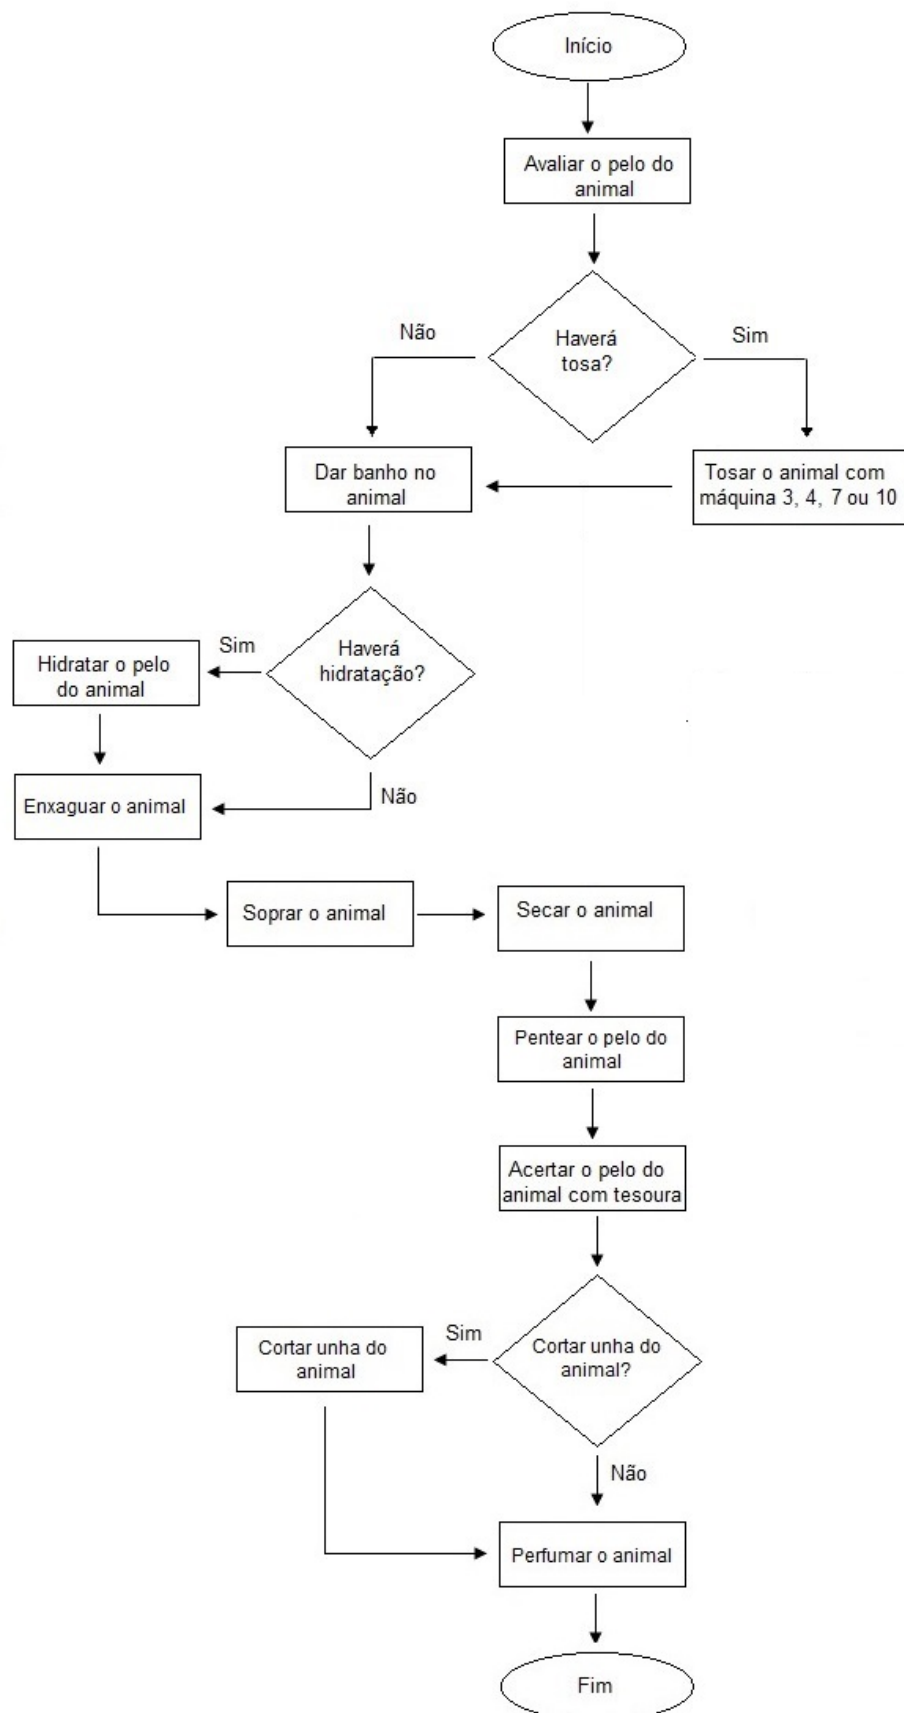 Início
Avaliar o pelo do
animal
Haverá
tosa?
Não
Sim
Dar banho no
animal
Tosar o animal com
máquina 3, 4, 7 ou 10
Haverá
hidratação?
Sim
Hidratar o pelo
do animal
Não
Enxaguar o animal
Soprar o animal
Secar o animal
Pentear o pelo do
animal
Acertar o pelo do
animal com tesoura
Cortar unha do
animal?
Sim
Cortar unha do
animal
Não
Perfumar o animal
Fim